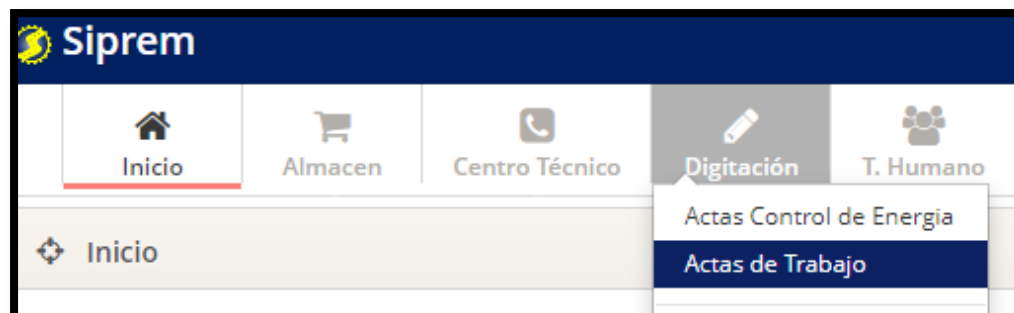 Siprem
Inicio
Almacen
Centro Técnico
Digitación
T. Humano
Actas Control de Energia
Actas de Trabajo
Inicio